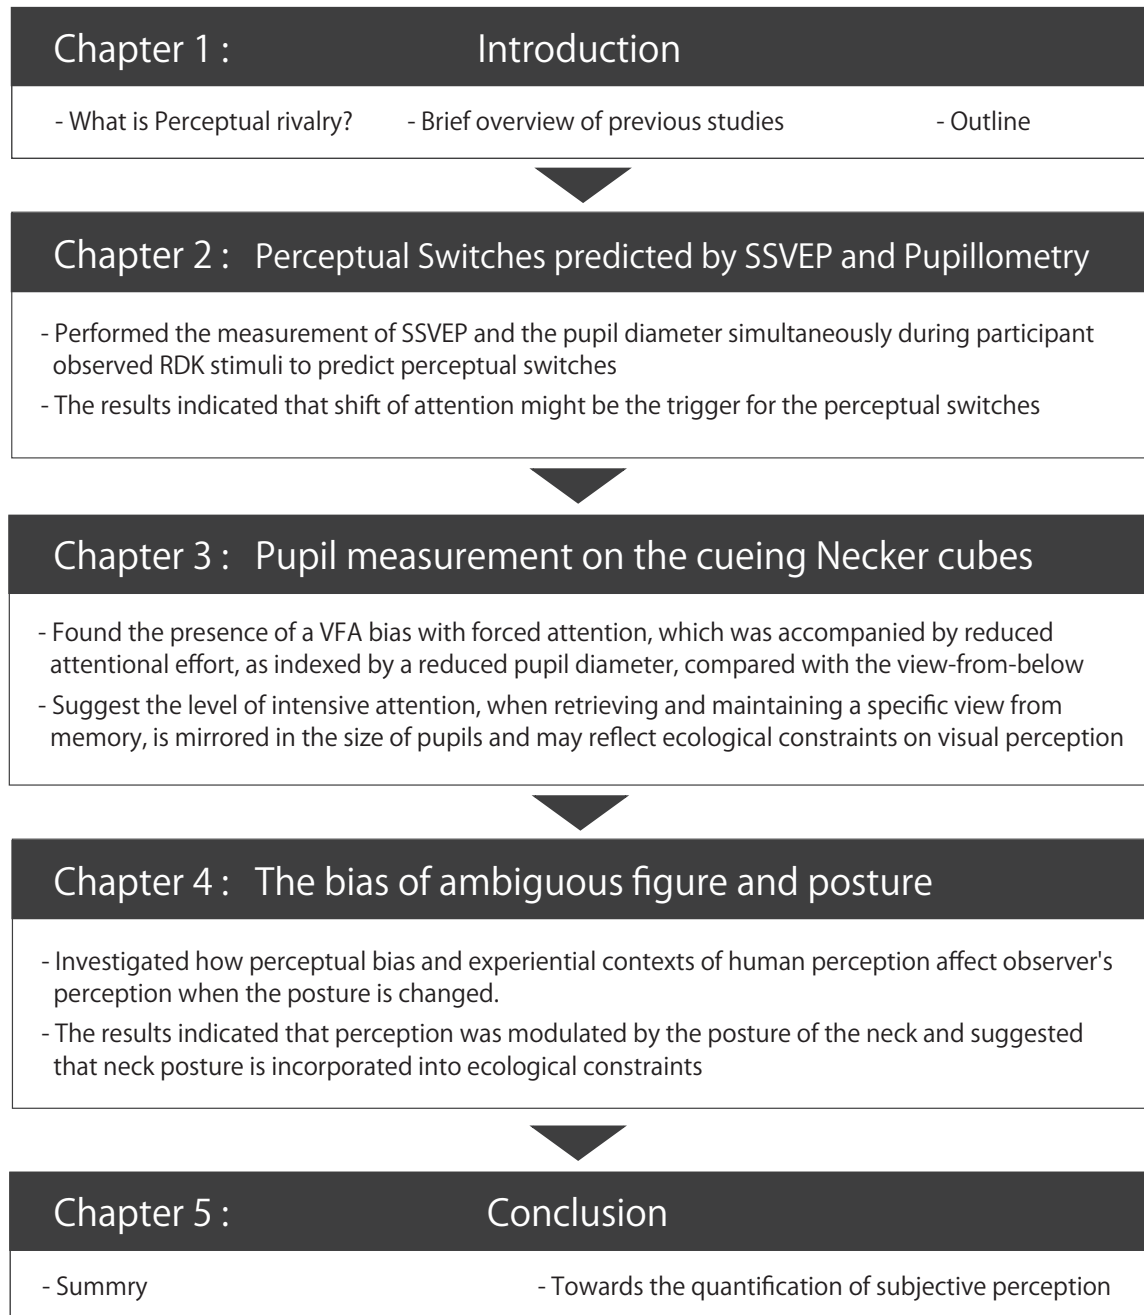 Chapter 1 : Introduction
- What is Perceptual rivalry? - Brief overview of previous studies - Outline
Chapter 2 : Perceptual Switches predicted by SSVEP and Pupillometry
- Performed the measurement of SSVEP and the pupil diameter simultaneously during participant
observed RDK stimuli to predict perceptual switches
- The results indicated that shift of attention might be the trigger for the perceptual switches
Chapter 3 : Pupil measurement on the cueing Necker cubes
- Found the presence of a VFA bias with forced attention, which was accompanied by reduced
attentional effort, as indexed by a reduced pupil diameter, compared with the view-from-below
- Suggest the level of intensive attention, when retrieving and maintaining a specific view from
memory, is mirrored in the size of pupils and may reflect ecological constraints on visual perception
Chapter 4 : The bias of ambiguous figure and posture
- Investigated how perceptual bias and experiential contexts of human perception affect observer's
perception when the posture is changed.
- The results indicated that perception was modulated by the posture of the neck and suggested
that neck posture is incorporated into ecological constraints
Chapter 5 : Conclusion
- Summry - Towards the quantification of subjective perception